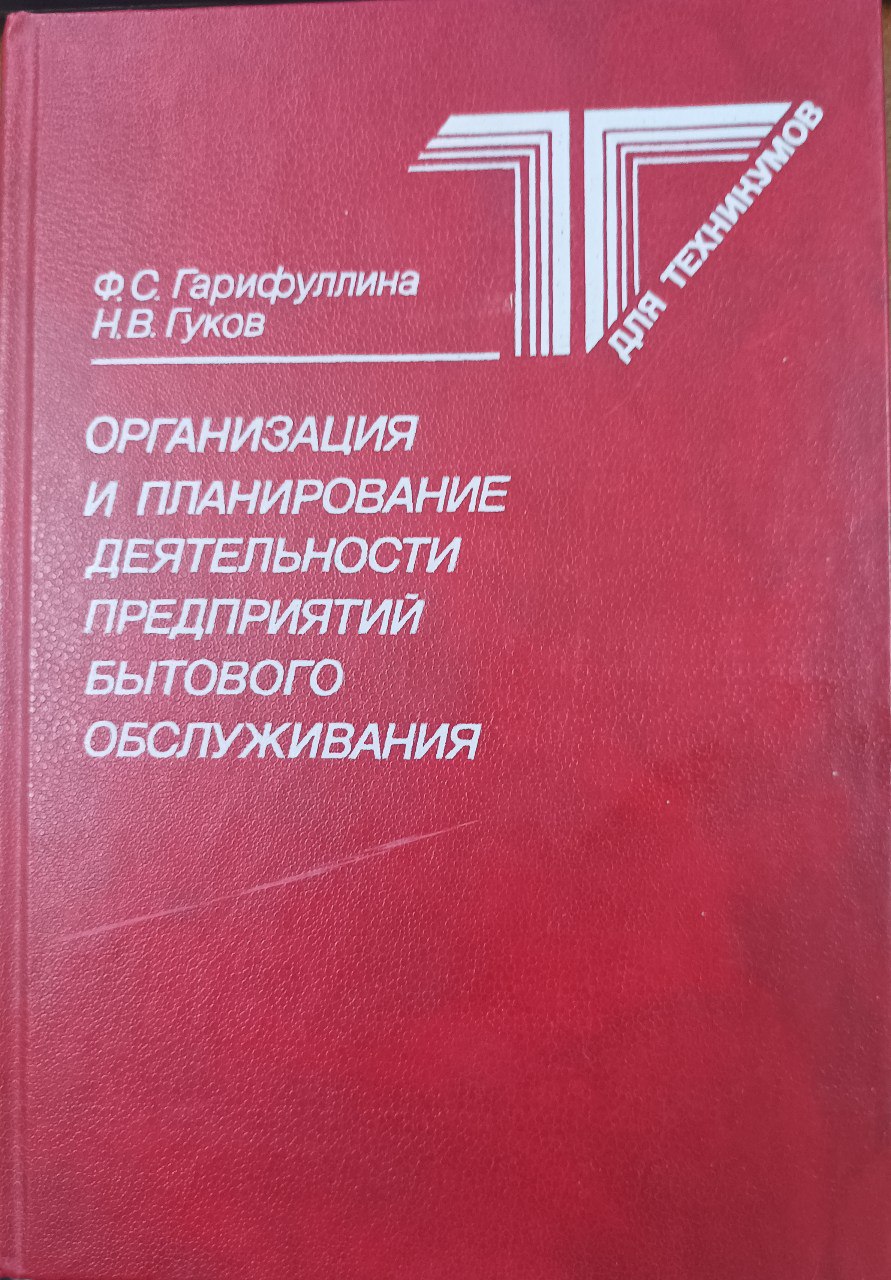 ДЛЯ ТЕХНИКУМОВ
Ф.С. Гарифуллина
Н.В. Гуков
ОРГАНИЗАЦИЯ
И ПЛАНИРОВАНИЕ
ДЕЯТЕЛЬНОСТИ
ПРЕДПРИЯТИЙ
БЫТОВОГО
ОБСЛУЖИВАНИЯ